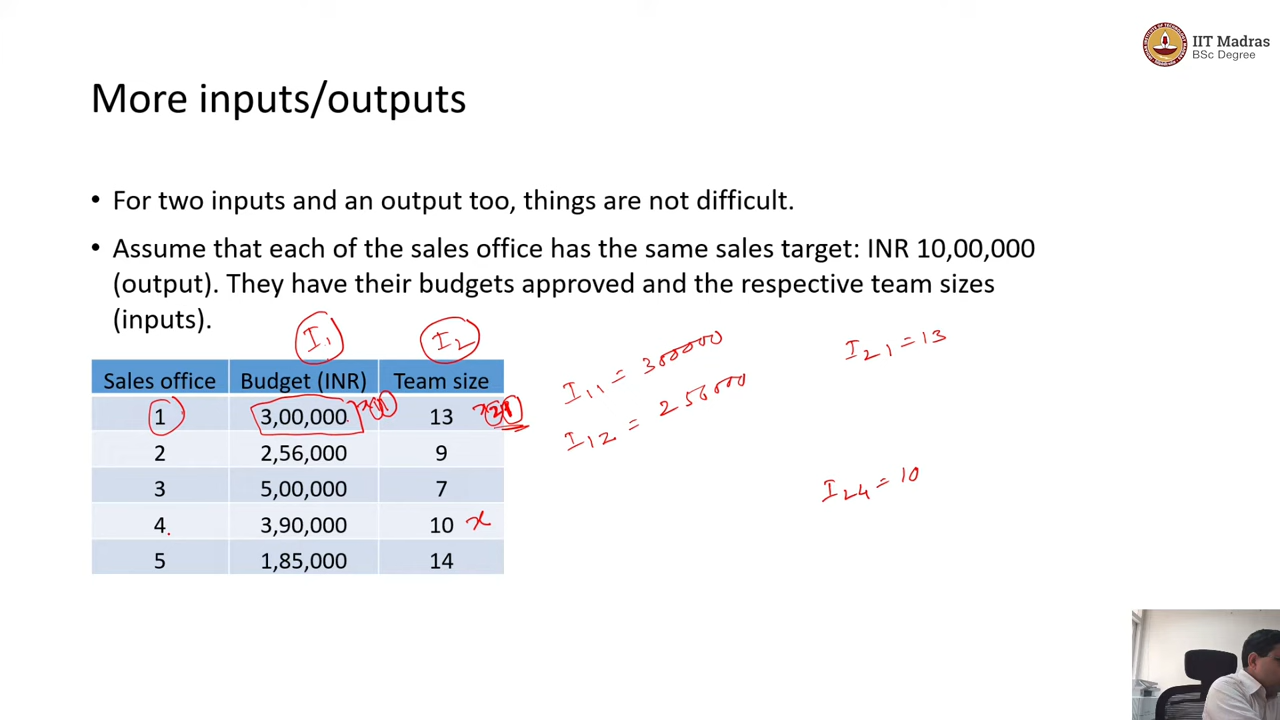 IIT Madras
BSc Degree
More inputs/outputs
• For two inputs and an output too, things are not difficult.
• Assume that each of the sales office has the same sales target: INR 10,00,000
(output). They have their budgets approved and the respective team sizes
(inputs).
I1 I2
Sales office Budget (INR) Team size
1 3,00,000 x11 13 x21
2 2,56,000 9
3 5,00,000 7
4 3,90,000 10 x
5 1,85,000 14
I11 = 300000
I12 = 256000
I21 = 13
I24 = 10